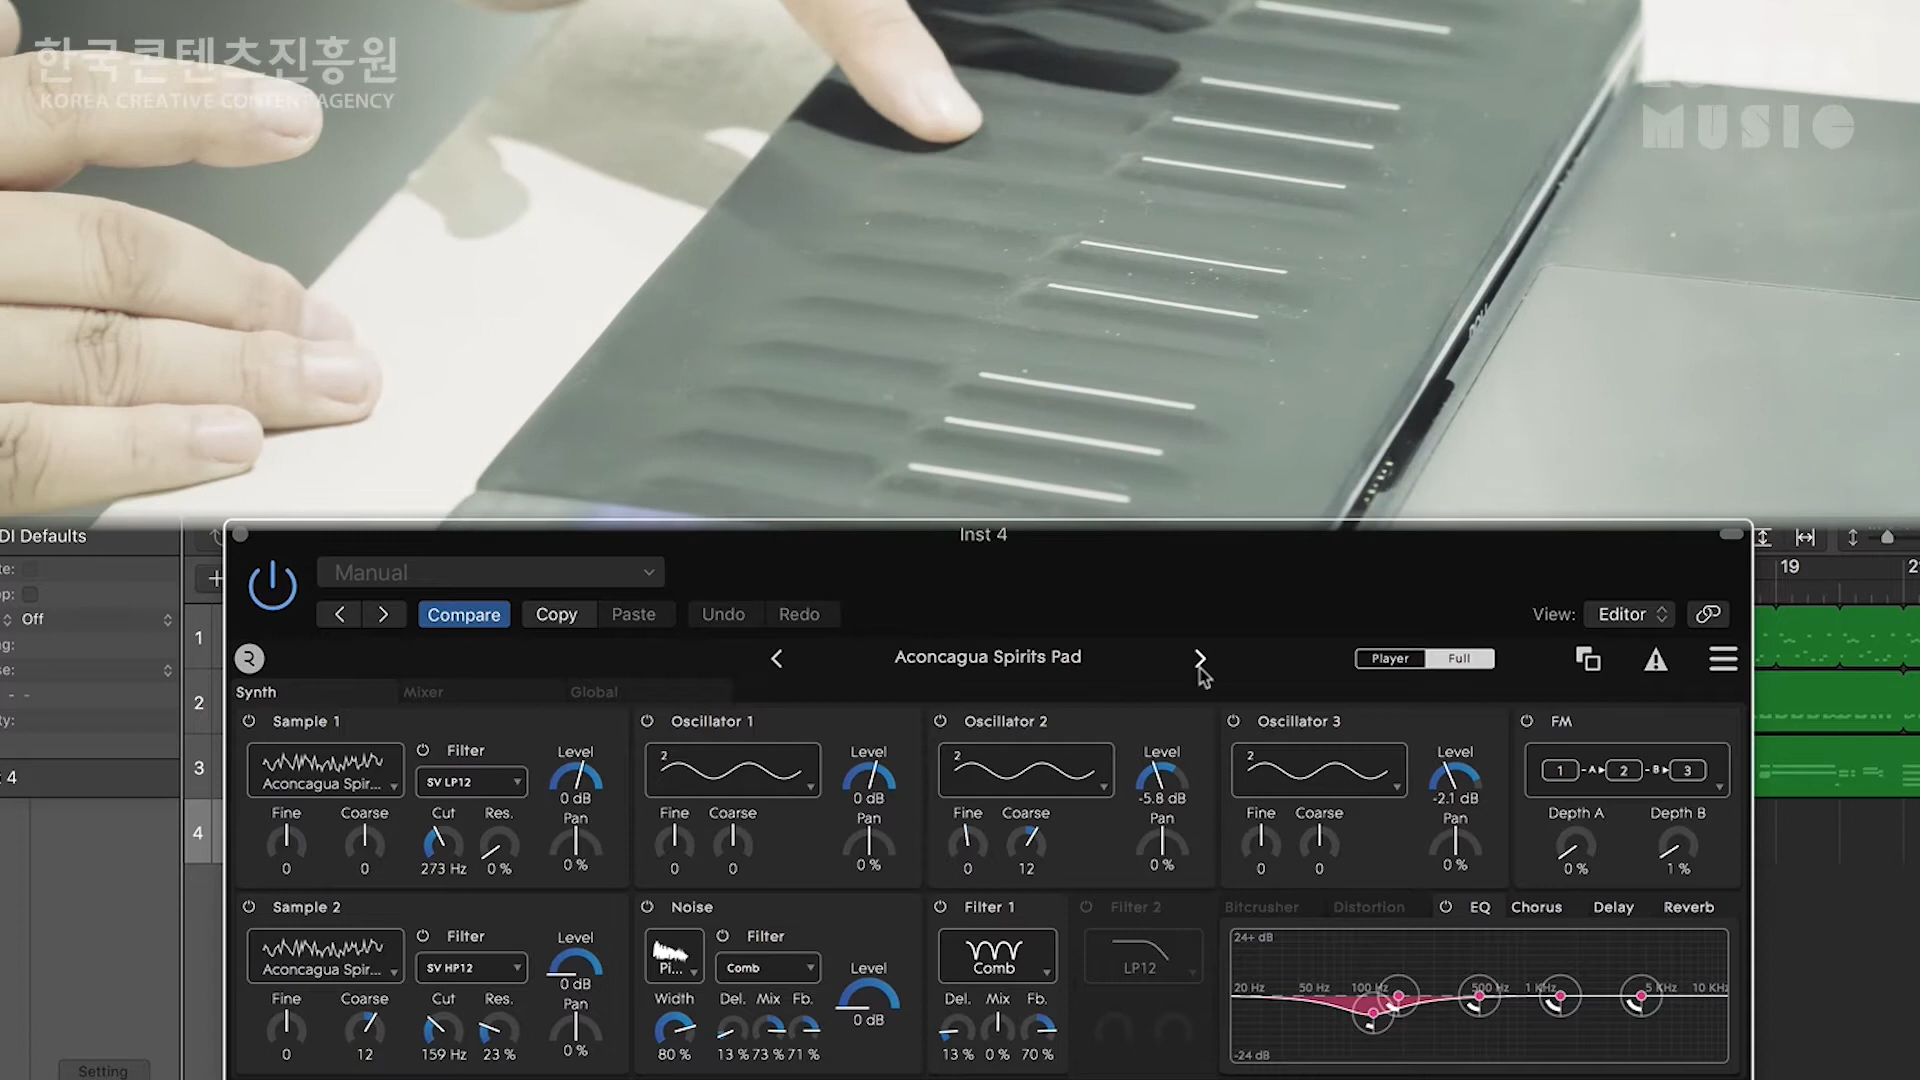 한국콘텐츠진흥원
KOREA CREATIVE CONTENT AGENCY
MUSIC
DI Defaults
Off
4
Inst 4
Manual
Compare
Copy
Paste
Undo
Redo
View:
Editor
19
Aconcagua Spirits Pad
Player
Full
Synth
Mixer
Global
1
2
3
4
Sample 1
Aconcagua Spir...
Filter
SV LP12
Level
0 dB
Fine
0
Coarse
0
Cut
273 Hz
Res.
0 %
Pan
0 %
Oscillator 1
2
Level
0 dB
Fine
0
Coarse
0
Pan
0 %
Oscillator 2
2
Level
-5.8 dB
Fine
0
Coarse
12
Pan
0 %
Oscillator 3
2
Level
-2.1 dB
Fine
0
Coarse
0
Pan
0 %
FM
1 -A▸ 2 -B▸ 3
Depth A
0 %
Depth B
1 %
Sample 2
Aconcagua Spir...
Filter
SV HP12
Level
0 dB
Fine
0
Coarse
12
Cut
159 Hz
Res.
23 %
Pan
0 %
Noise
Pi...
Filter
Comb
Level
0 dB
Width
80 %
Del.
13 %
Mix
73 %
Fb.
71 %
Filter 1
Comb
Del.
13 %
Mix
0 %
Fb.
70 %
Filter 2
LP12
Bitcrusher
Distortion
EQ
Chorus
Delay
Reverb
24+ dB
20 Hz
50 Hz
100 Hz
500 Hz
1 KHz
5 KHz
10 KHz
-24 dB
Setting